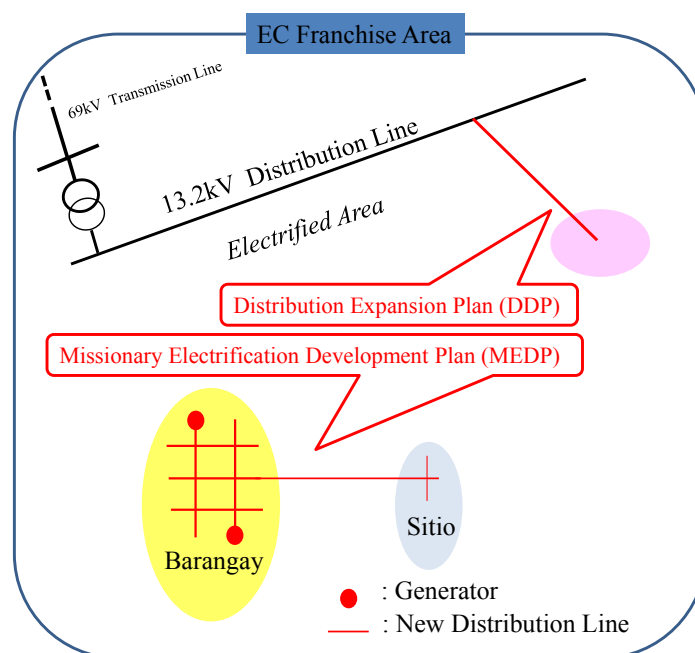 EC Franchise Area
69kV Transmission Line
13.2kV Distribution Line
Electrified Area
Distribution Expansion Plan (DDP)
Missionary Electrification Development Plan (MEDP)
Sitio
Barangay
: Generator
: New Distribution Line